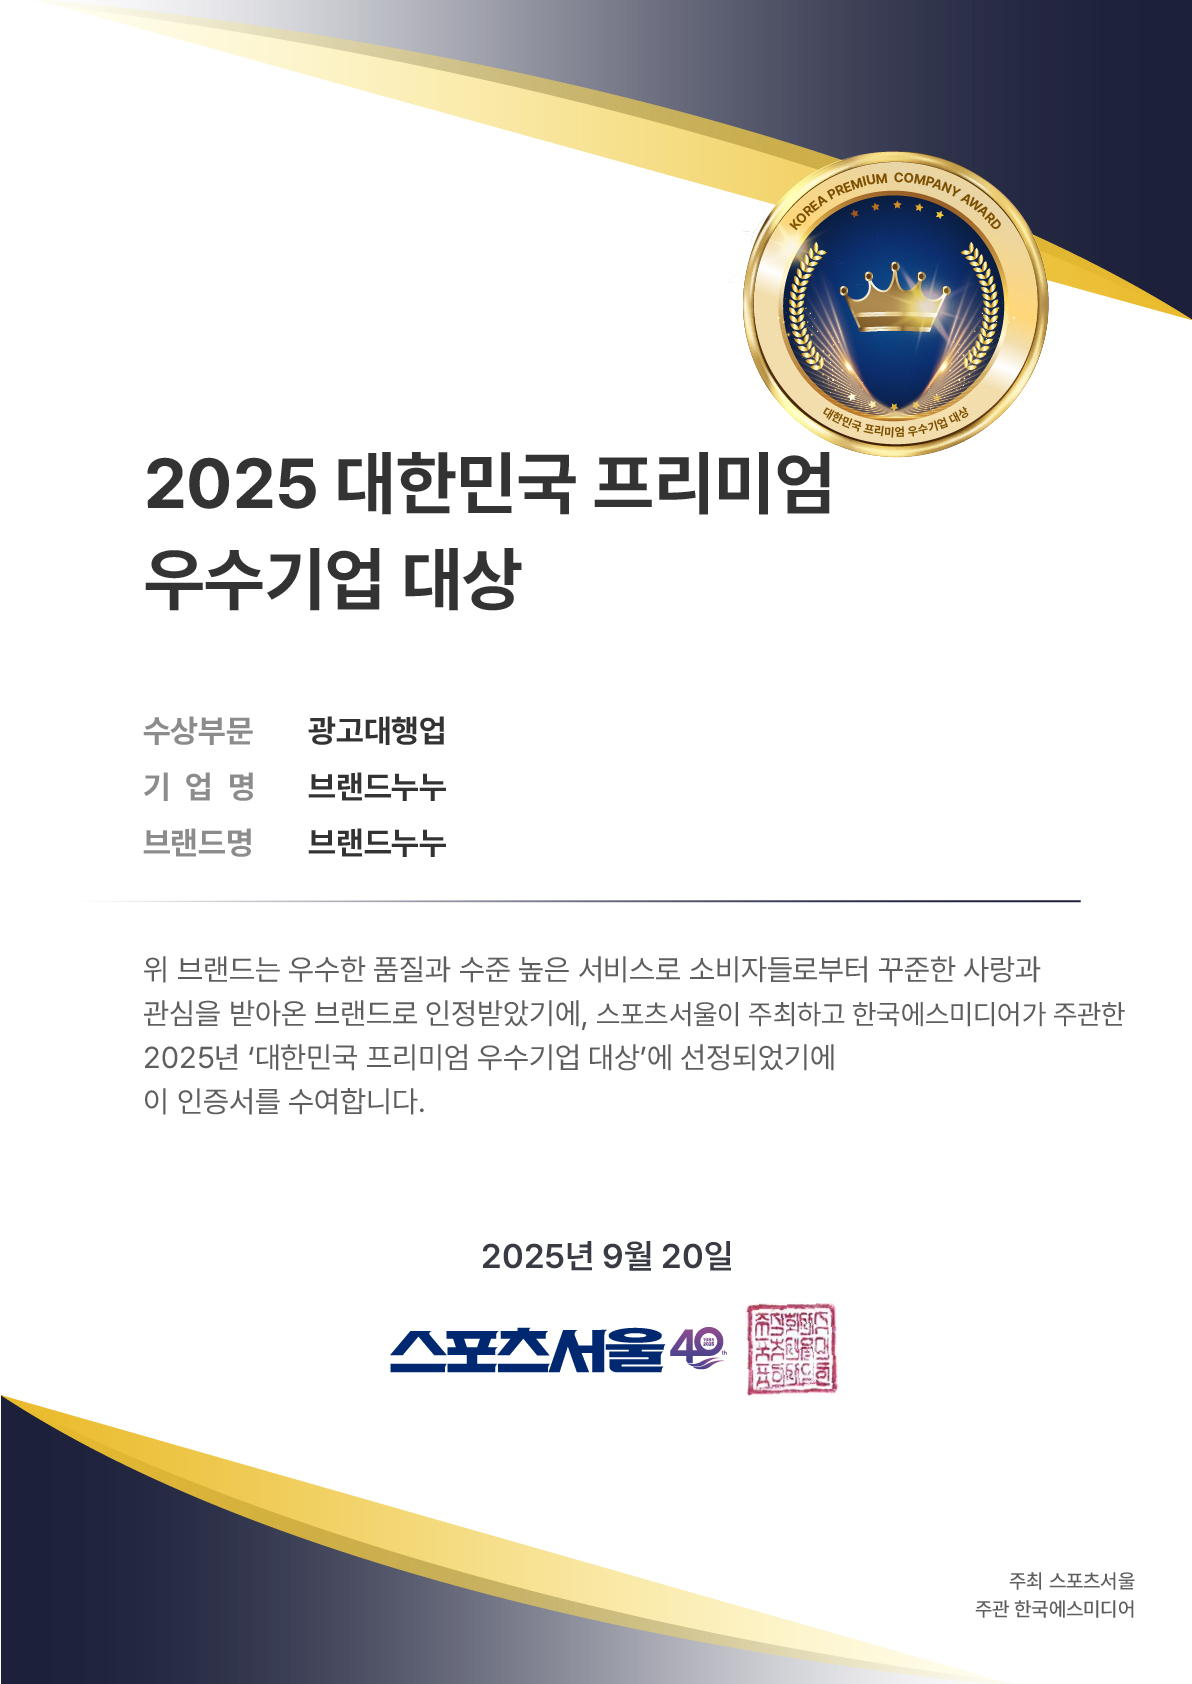 KOREA PREMIUM COMPANY AWARD
대한민국 프리미엄 우수기업 대상
2025 대한민국 프리미엄
우수기업 대상
수상부문 광고대행업
기 업 명 브랜드누누
브랜드명 브랜드누누
위 브랜드는 우수한 품질과 수준 높은 서비스로 소비자들로부터 꾸준한 사랑과
관심을 받아온 브랜드로 인정받았기에, 스포츠서울이 주최하고 한국에스미디어가 주관한
2025년 ‘대한민국 프리미엄 우수기업 대상’에 선정되었기에
이 인증서를 수여합니다.
2025년 9월 20일
스포츠서울 40th 1985 2025
주최 스포츠서울
주관 한국에스미디어